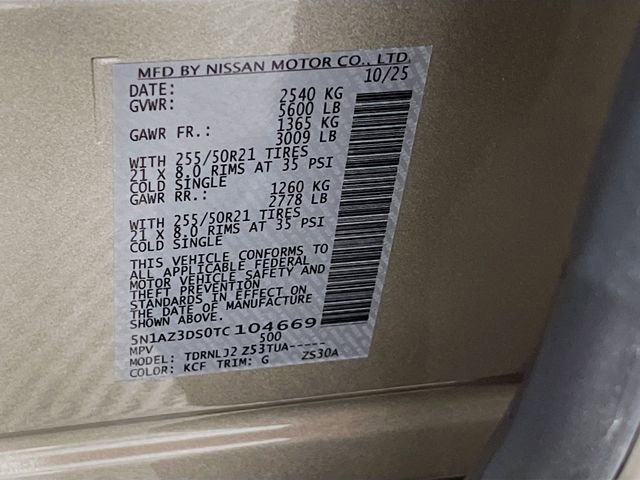 MFD BY NISSAN MOTOR CO., LTD.
DATE: 10/25
GVWR: 2540 KG
5600 LB
GAWR FR.: 1365 KG
3009 LB
WITH 255/50R21 TIRES
21 X 8.0 RIMS AT 35 PSI
COLD SINGLE
GAWR RR.: 1260 KG
2778 LB
WITH 255/50R21 TIRES
21 X 8.0 RIMS AT 35 PSI
COLD SINGLE
THIS VEHICLE CONFORMS TO
ALL APPLICABLE FEDERAL
MOTOR VEHICLE SAFETY AND
THEFT PREVENTION
STANDARDS IN EFFECT ON
THE DATE OF MANUFACTURE
SHOWN ABOVE
5N1AZ3DS0TC104669
MPV 500
MODEL: TDRNLJ2 Z53TUA-----
COLOR: KCF TRIM: G ZS30A